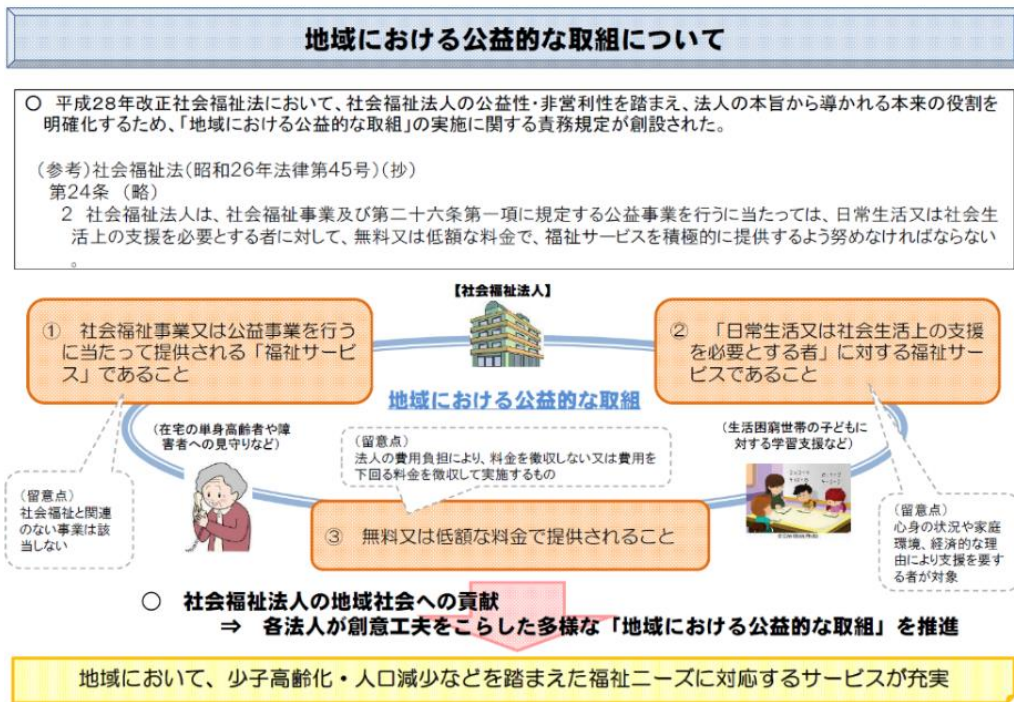 地域における公益的な取組について
○ 平成28年改正社会福祉法において、社会福祉法人の公益性・非営利性を踏まえ、法人の本旨から導かれる本来の役割を
明確化するため、「地域における公益的な取組」の実施に関する責務規定が創設された。
(参考)社会福祉法(昭和26年法律第45号)(抄)
第24条 (略)
2 社会福祉法人は、社会福祉事業及び第二十六条第一項に規定する公益事業を行うに当たっては、日常生活又は社会生
活上の支援を必要とする者に対して、無料又は低額な料金で、福祉サービスを積極的に提供するよう努めなければならない
。
【社会福祉法人】
① 社会福祉事業又は公益事業を行う
に当たって提供される「福祉サービ
ス」であること
② 「日常生活又は社会生活上の支援
を必要とする者」に対する福祉サー
ビスであること
地域における公益的な取組
(在宅の単身高齢者や障
害者への見守りなど)
(留意点)
法人の費用負担により、料金を徴収しない又は費用を
下回る料金を徴収して実施するもの
(生活困窮世帯の子どもに
対する学習支援など)
(留意点)
社会福祉と関連
のない事業は該
当しない
③ 無料又は低額な料金で提供されること
(留意点)
心身の状況や家庭
環境、経済的な理
由により支援を要す
る者が対象
○ 社会福祉法人の地域社会への貢献
⇒ 各法人が創意工夫をこらした多様な「地域における公益的な取組」を推進
地域において、少子高齢化・人口減少などを踏まえた福祉ニーズに対応するサービスが充実